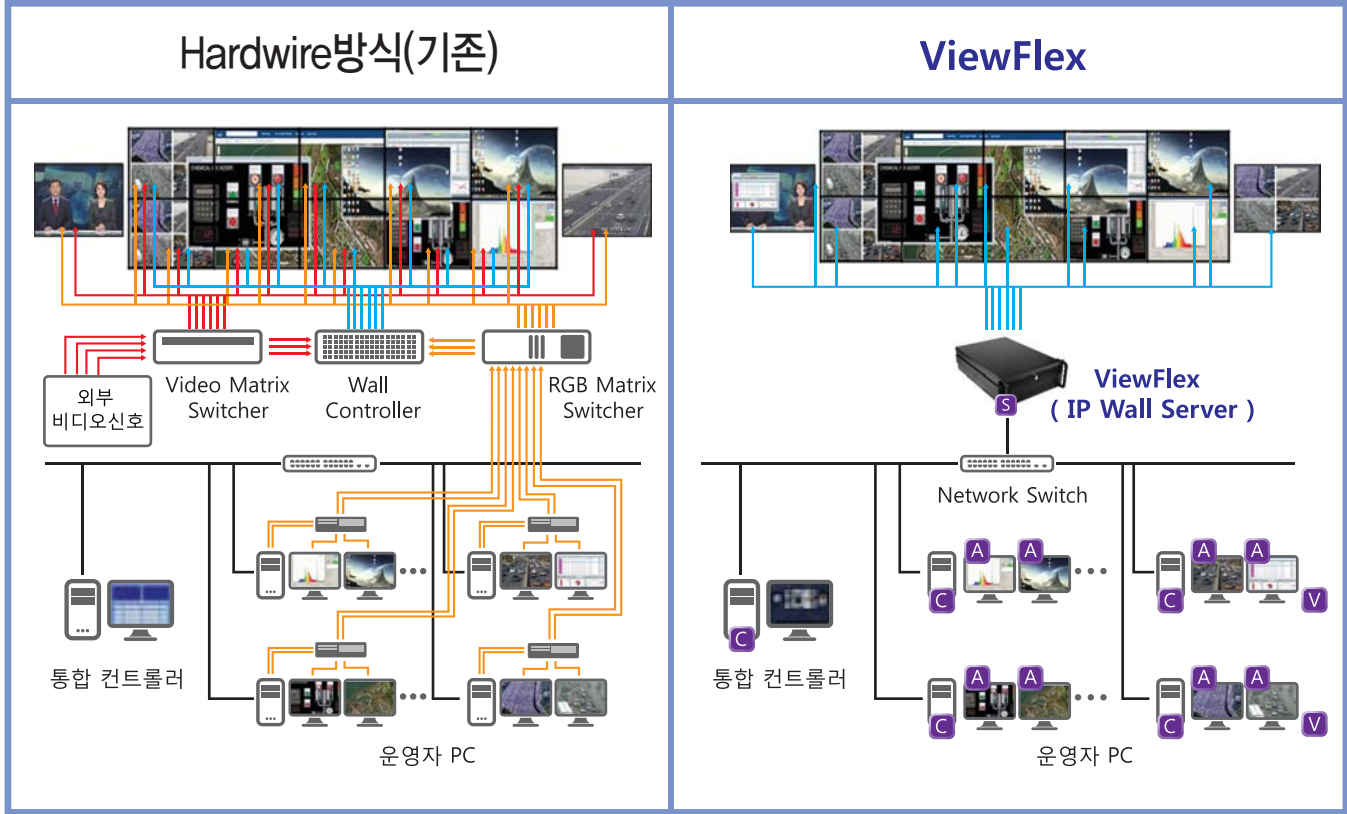 Hardwire방식(기존)
ViewFlex
CHEMICAL Y ADDER
외부
비디오신호
Video Matrix
Switcher
Wall
Controller
RGB Matrix
Switcher
통합 컨트롤러
운영자 PC
ViewFlex
( IP Wall Server )
S
Network Switch
A
A
A
A
C
C
V
C
통합 컨트롤러
A
A
A
A
C
C
V
운영자 PC